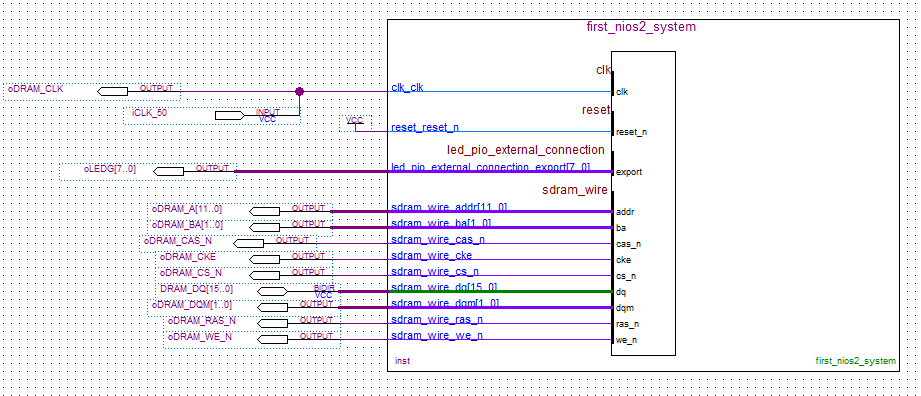 first_nios2_system
clk
oDRAM_CLK OUTPUT clk_clk clk
iCLK_50 INPUT
VCC
reset
VCC reset_reset_n reset_n
led_pio_external_connection
oLEDG[7..0] OUTPUT led_pio_external_connection_export[7..0] export
sdram_wire
oDRAM_A[11..0] OUTPUT sdram_wire_addr[11..0] addr
oDRAM_BA[1..0] OUTPUT sdram_wire_ba[1..0] ba
oDRAM_CAS_N OUTPUT sdram_wire_cas_n cas_n
oDRAM_CKE OUTPUT sdram_wire_cke cke
oDRAM_CS_N OUTPUT sdram_wire_cs_n cs_n
DRAM_DQ[15..0] BIDIR sdram_wire_dq[15..0] dq
VCC
oDRAM_DQM[1..0] OUTPUT sdram_wire_dqm[1..0] dqm
oDRAM_RAS_N OUTPUT sdram_wire_ras_n ras_n
oDRAM_WE_N OUTPUT sdram_wire_we_n we_n
inst first_nios2_system